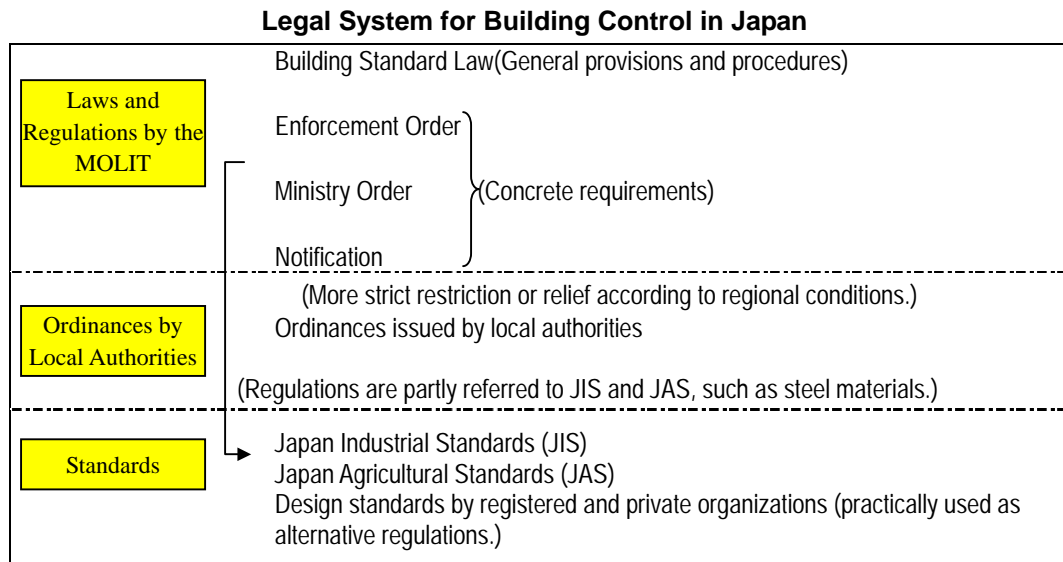 Legal System for Building Control in Japan
Building Standard Law(General provisions and procedures)
Laws and
Regulations by the
MOLIT
Enforcement Order
Ministry Order
(Concrete requirements)
Notification
(More strict restriction or relief according to regional conditions.)
Ordinances by
Local Authorities
Ordinances issued by local authorities
(Regulations are partly referred to JIS and JAS, such as steel materials.)
Standards
Japan Industrial Standards (JIS)
Japan Agricultural Standards (JAS)
Design standards by registered and private organizations (practically used as
alternative regulations.)